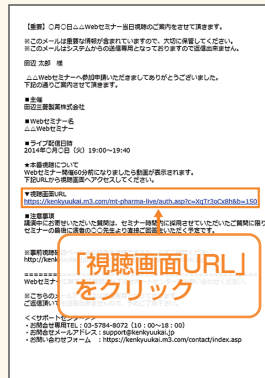 【重要】〇月〇日△△Webセミナー当日視聴のご案内をさせて頂きます。
※このメールは重要な情報が含まれていますので、大切に保管してください。
※このメールはシステムからの送信専用となっておりますので返信出来ません。
田辺 太郎 様
△△Webセミナーへ参加申請いただきましてありがとうございました。
下記の通りご案内させて頂きます。
■主催
田辺三菱製薬株式会社
■Webセミナー名
△△Webセミナー
■ライブ配信日時
2014年〇月〇日（火）19:00～19:40
★本番視聴について
Webセミナー開催60分前になりましたら動画が表示されます。
下記URLから視聴画面へアクセスしてください。
▼視聴画面URL
https://kenkyuukai.m3.com/mt-pharma-live/auth.asp?c=XqTr3oCx8h&b=150
■注意事項
講演中にお寄せいただいた質問は、セミナー時間内に採用させていただいたご質問に限り
セミナーの最後に演者の〇〇先生より直接ご回答をいただく予定です。
※事前視聴
http://kenk
「視聴画面URL」
をクリック
Webセミナー
※こちらのメ
ご返信頂いて
<<サポートセンター>>
・お問合せ専用TEL：03-5784-8072（10：00～18：00）
・お問合せメールアドレス：support@kenkyuukai.jp
・お問い合わせフォーム ：https://kenkyuukai.m3.com/contact/index.asp